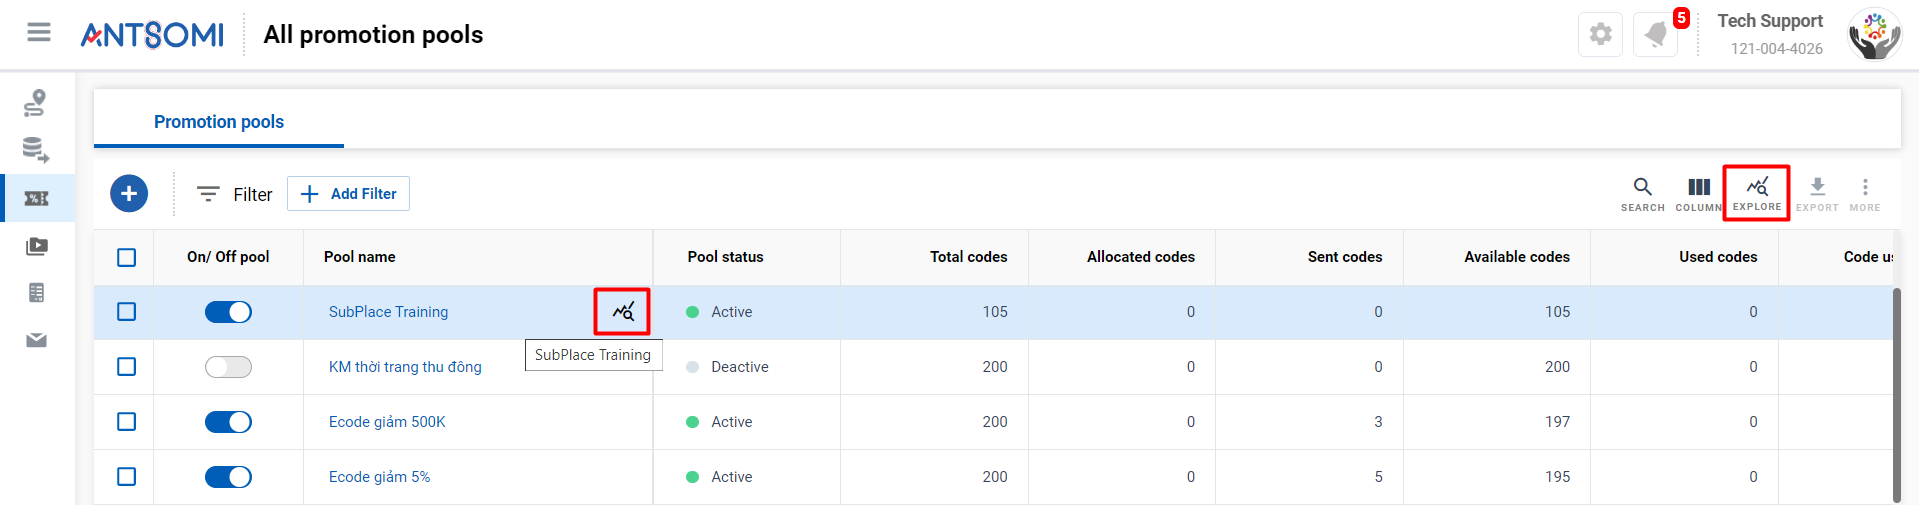 ANTSOMI
All promotion pools
5
Tech Support
121-004-4026
Promotion pools
Filter
Add Filter
SEARCH COLUMN EXPLORE EXPORT MORE
On/ Off pool Pool name Pool status Total codes Allocated codes Sent codes Available codes Used codes Code us
SubPlace Training Active 105 0 0 105 0
SubPlace Training
KM thời trang thu đông Deactive 200 0 0 200 0
Ecode giảm 500K Active 200 0 3 197 0
Ecode giảm 5% Active 200 0 5 195 0